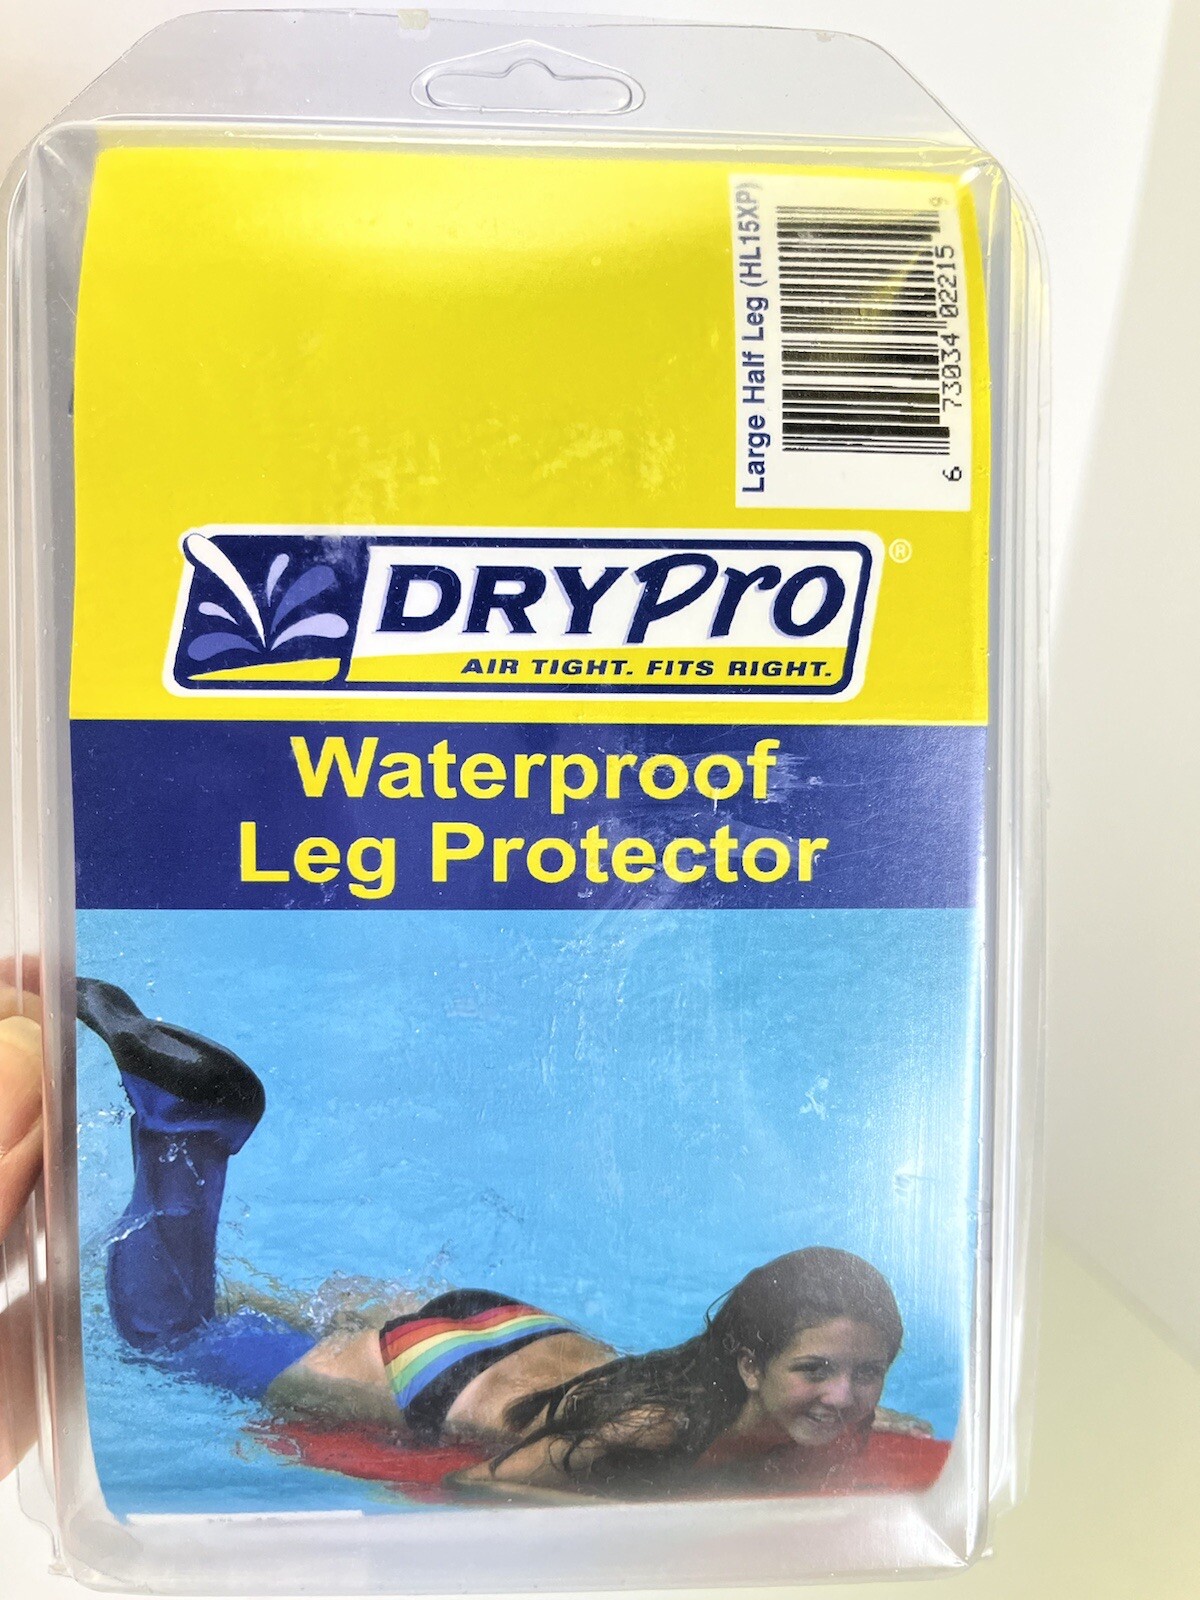 Large Half Leg (HL15XP)
6 73034 02215 9
DRYPro®
AIR TIGHT. FITS RIGHT.
Waterproof
Leg Protector